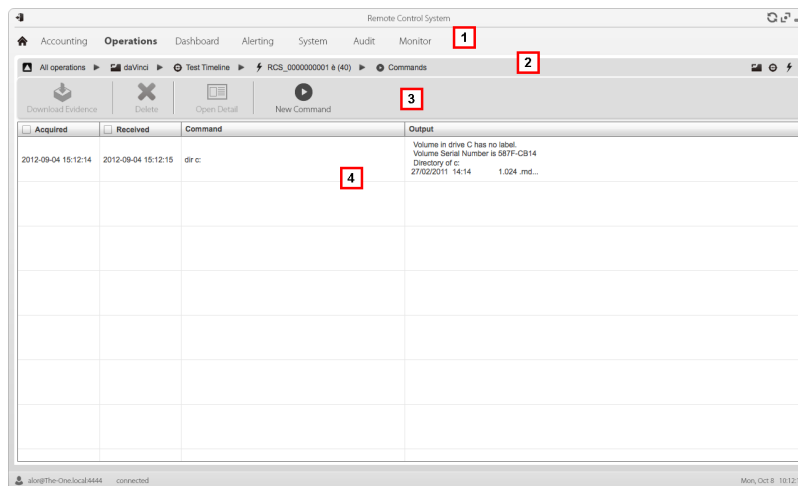 Remote Control System
Accounting Operations Dashboard Alerting System Audit Monitor 1
All operations daVinci Test Timeline RCS_0000000001 è (40) Commands 2
Download Evidence Delete Open Detail New Command 3
Acquired Received Command Output
Volume in drive C has no label.
Volume Serial Number is 587F-CB14
2012-09-04 15:12:14 2012-09-04 15:12:15 dir c: Directory of c:
27/02/2011 14:14 1.024 .md...
4
alor@The-One.local:4444 connected Mon, Oct 8 10:12: